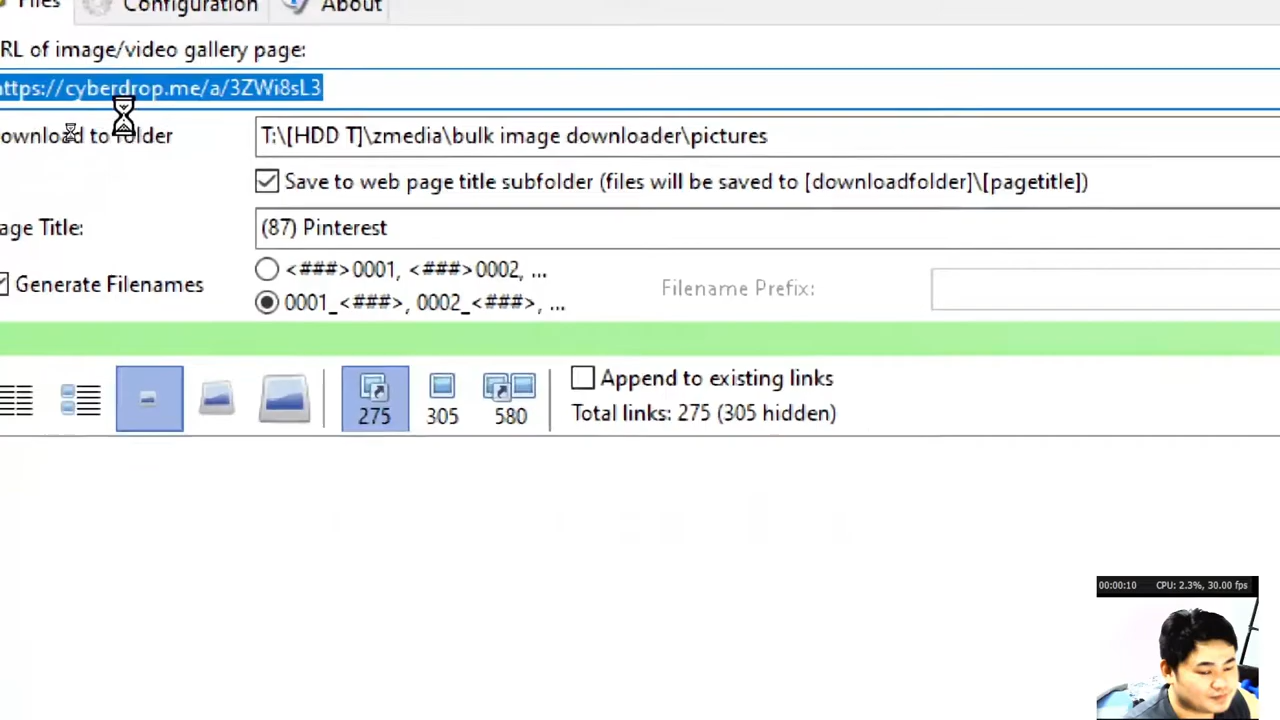 Files Configuration About
RL of image/video gallery page:
https://cyberdrop.me/a/3ZWi8sL3
ownload to folder T:\[HDD T]\zmedia\bulk image downloader\pictures
Save to web page title subfolder (files will be saved to [downloadfolder]\[pagetitle])
age Title: (87) Pinterest
<###>0001, <###>0002, ...
Generate Filenames Filename Prefix:
0001_<###>, 0002_<###>, ...
Append to existing links
275 305 580 Total links: 275 (305 hidden)
00:00:10 CPU: 2.3%, 30.00 fps